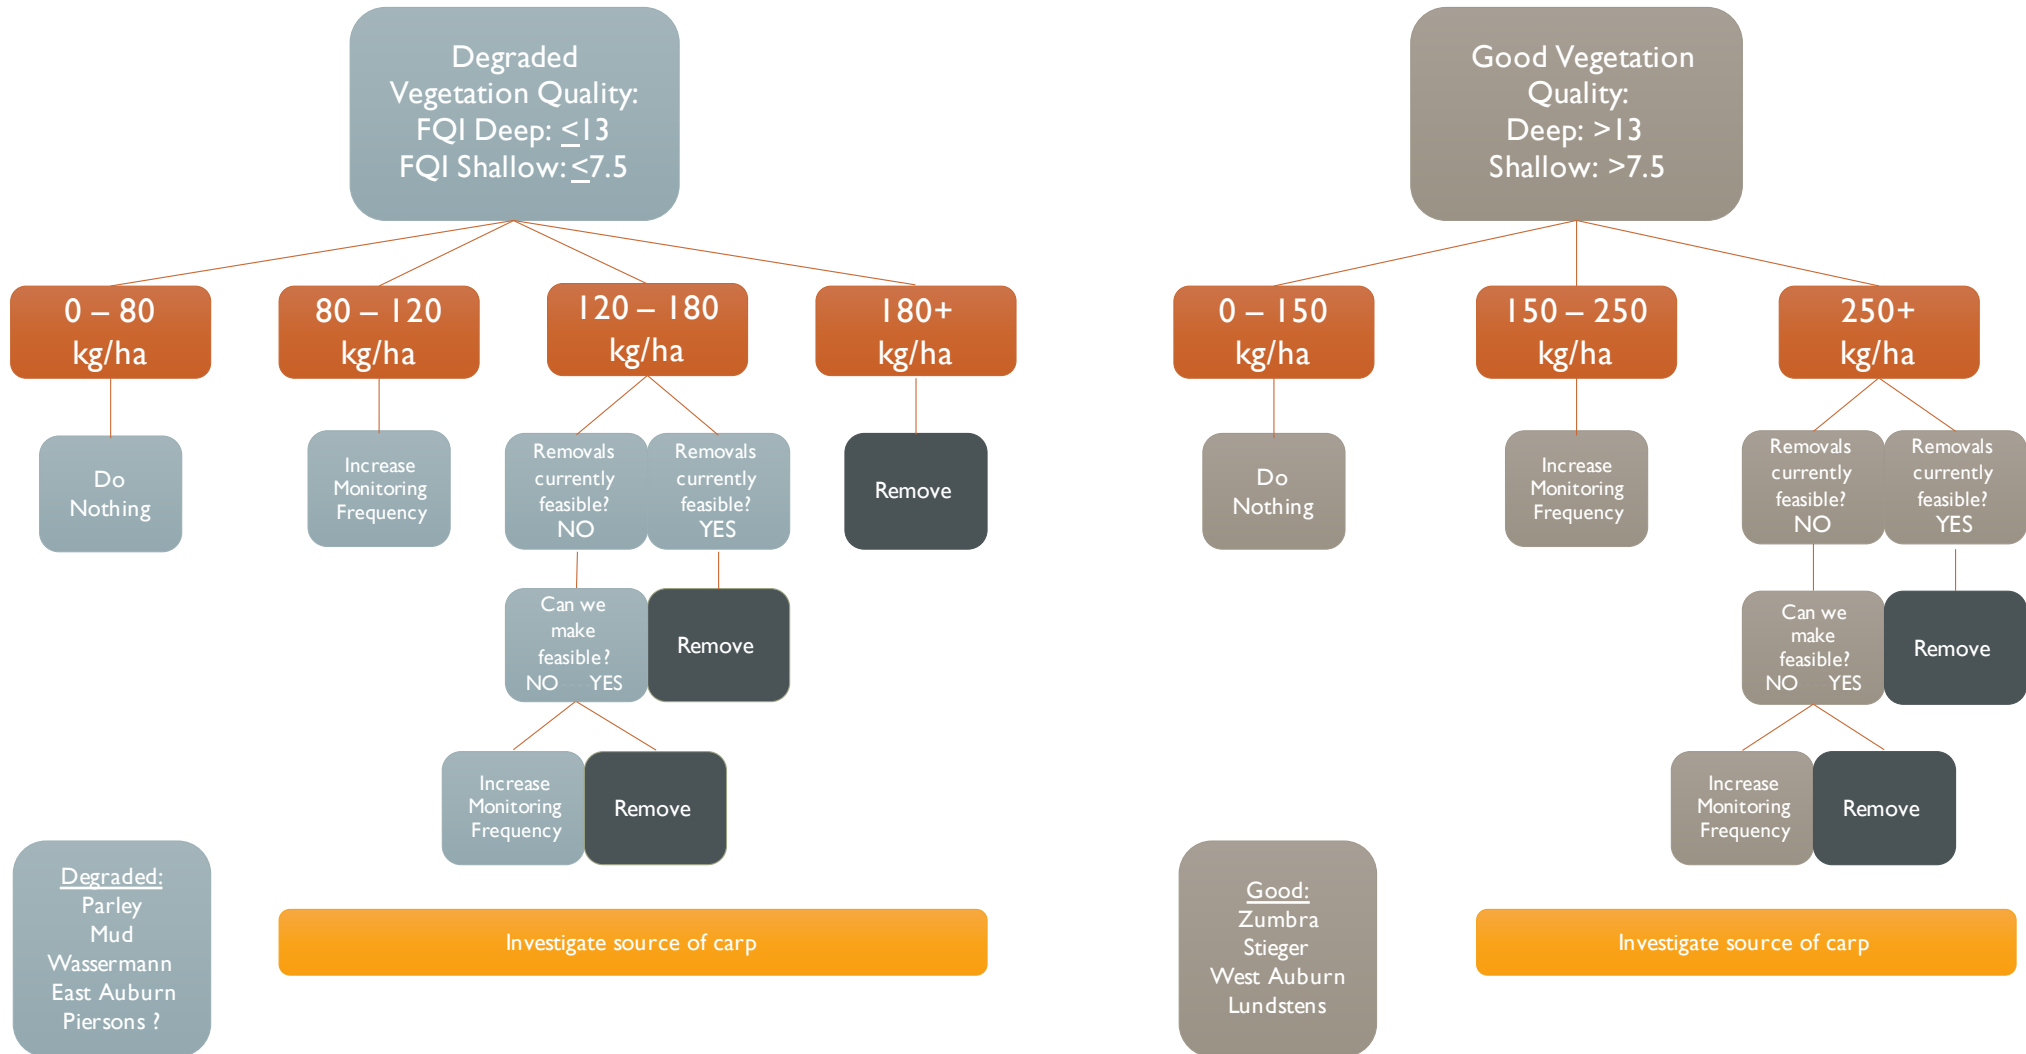 Degraded
Vegetation Quality:
FQI Deep: <13
FQI Shallow: <7.5
0 – 80
kg/ha
80 – 120
kg/ha
120 – 180
kg/ha
180+
kg/ha
Do
Nothing
Increase
Monitoring
Frequency
Removals
currently
feasible?
NO
Removals
currently
feasible?
YES
Remove
Can we
make
feasible?
NO YES
Remove
Increase
Monitoring
Frequency
Remove
Degraded:
Parley
Mud
Wassermann
East Auburn
Piersons ?
Investigate source of carp
Good Vegetation
Quality:
Deep: >13
Shallow: >7.5
0 – 150
kg/ha
150 – 250
kg/ha
250+
kg/ha
Do
Nothing
Increase
Monitoring
Frequency
Removals
currently
feasible?
NO
Removals
currently
feasible?
YES
Can we
make
feasible?
NO YES
Remove
Increase
Monitoring
Frequency
Remove
Good:
Zumbra
Stieger
West Auburn
Lundstens
Investigate source of carp